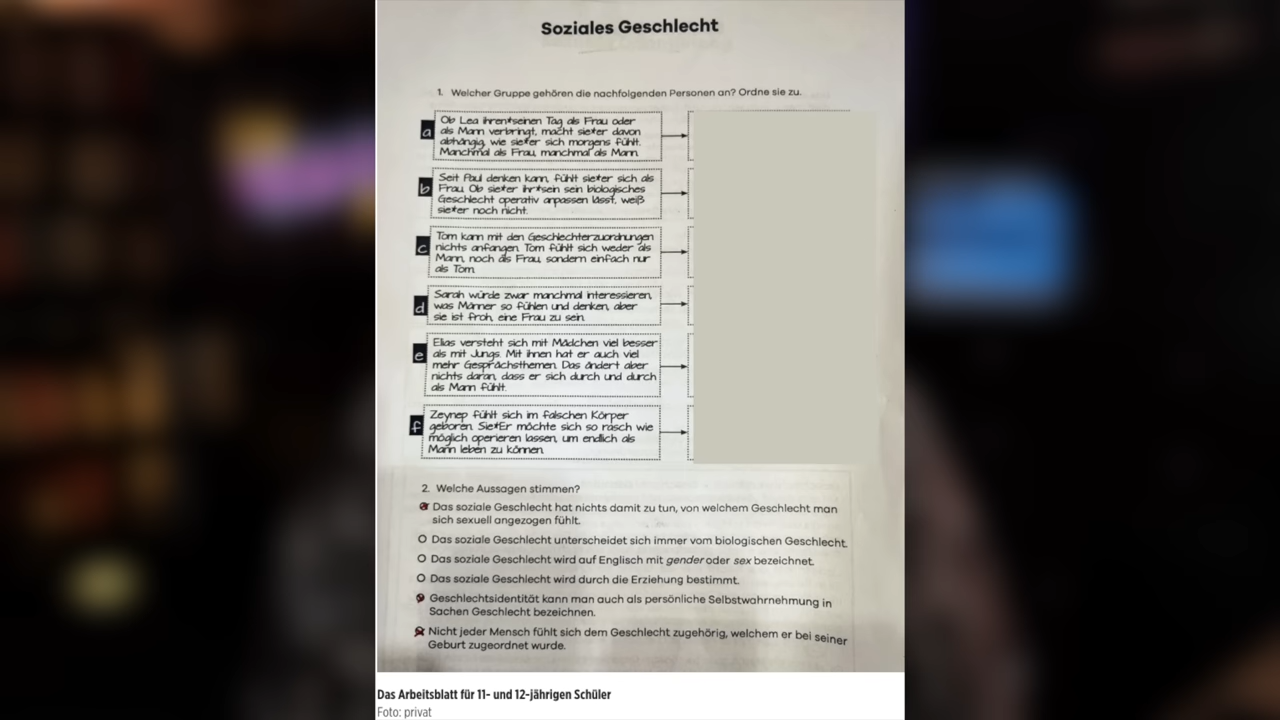 Soziales Geschlecht
1. Welcher Gruppe gehören die nachfolgenden Personen an? Ordne sie zu.
a
Ob Lea ihren*seinen Tag als Frau oder
als Mann verbringt, macht sie*er davon
abhängig, wie sie*er sich morgens fühlt.
Manchmal als Frau, manchmal als Mann.
b
Seit Paul denken kann, fühlt sie*er sich als
Frau. Ob sie*er ihr*sein sein biologisches
Geschlecht operativ anpassen lässt, weiß
sie*er noch nicht.
c
Tom kann mit den Geschlechterzuordnungen
nichts anfangen. Tom fühlt sich weder als
Mann, noch als Frau, sondern einfach nur
als Tom.
d
Sarah würde zwar manchmal interessieren,
was Männer so fühlen und denken, aber
sie ist froh, eine Frau zu sein.
e
Elias versteht sich mit Mädchen viel besser
als mit Jungs. Mit ihnen hat er auch viel
mehr Gesprächsthemen. Das ändert aber
nichts daran, dass er sich durch und durch
als Mann fühlt.
f
Zeynep fühlt sich im falschen Körper
geboren. Sie*Er möchte sich so rasch wie
möglich operieren lassen, um endlich als
Mann leben zu können.
2. Welche Aussagen stimmen?
Das soziale Geschlecht hat nichts damit zu tun, von welchem Geschlecht man
sich sexuell angezogen fühlt.
Das soziale Geschlecht unterscheidet sich immer vom biologischen Geschlecht.
Das soziale Geschlecht wird auf Englisch mit gender oder sex bezeichnet.
Das soziale Geschlecht wird durch die Erziehung bestimmt.
Geschlechtsidentität kann man auch als persönliche Selbstwahrnehmung in
Sachen Geschlecht bezeichnen.
Nicht jeder Mensch fühlt sich dem Geschlecht zugehörig, welchem er bei seiner
Geburt zugeordnet wurde.
Das Arbeitsblatt für 11- und 12-jährigen Schüler
Foto: privat